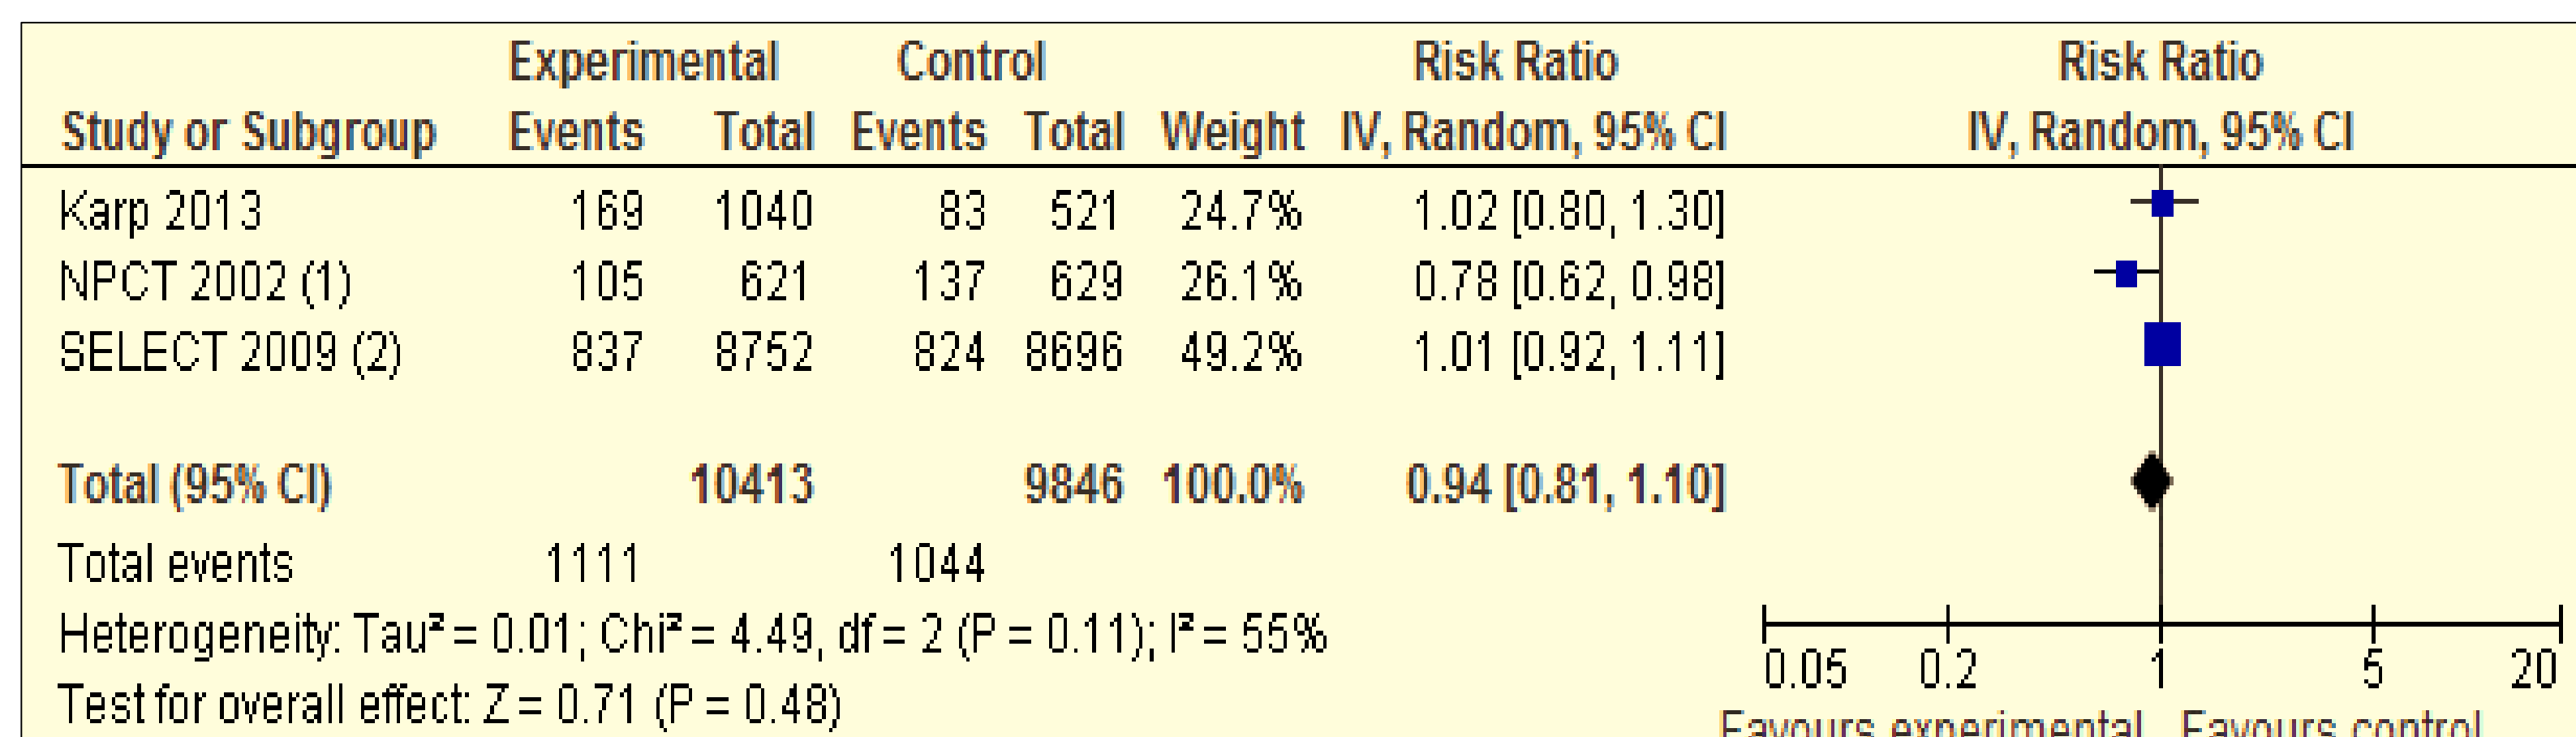 Experimental Control Risk Ratio Risk Ratio
Study or Subgroup Events Total Events Total Weight IV, Random, 95% CI IV, Random, 95% CI
Karp 2013 169 1040 83 521 24.7% 1.02 [0.80, 1.30]
NPCT 2002 (1) 105 621 137 629 26.1% 0.78 [0.62, 0.98]
SELECT 2009 (2) 837 8752 824 8696 49.2% 1.01 [0.92, 1.11]
Total (95% CI) 10413 9846 100.0% 0.94 [0.81, 1.10]
Total events 1111 1044
Heterogeneity: Tau² = 0.01; Chi² = 4.49, df = 2 (P = 0.11); I² = 55%
Test for overall effect: Z = 0.71 (P = 0.48)
0.05 0.2 1 5 20
Favours experimental Favours control